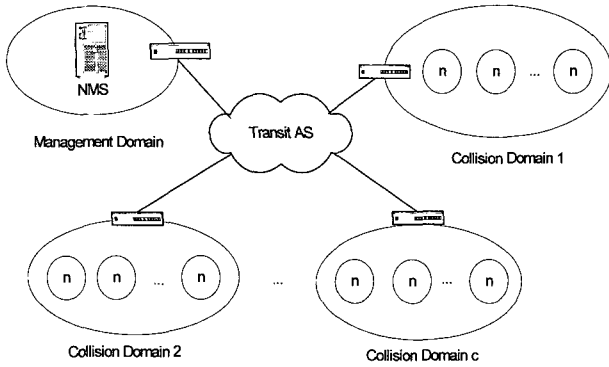 NMS
Management Domain
Transit AS
n n ... n
Collision Domain 1
n n ... n
Collision Domain 2
...
n n ... n
Collision Domain c